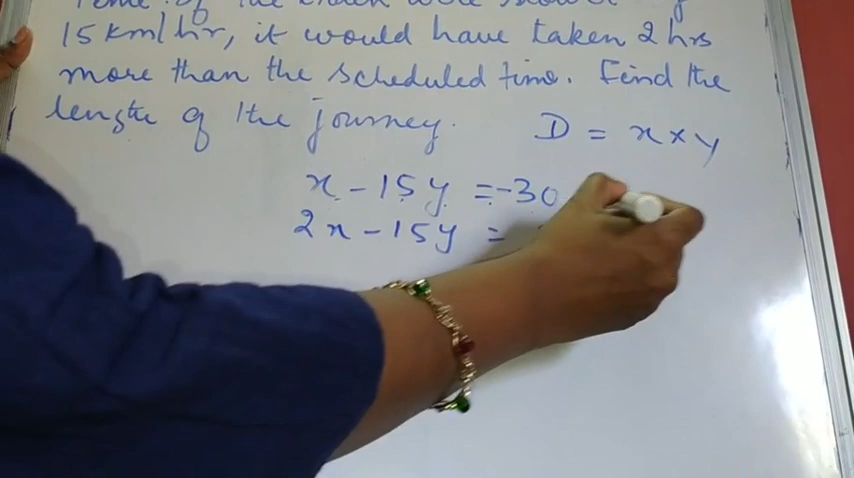 15 km/hr, it would have taken 2 hrs
more than the scheduled time. Find the
length of the journey.
D = x × y
x - 15y = -30
2x - 15y =